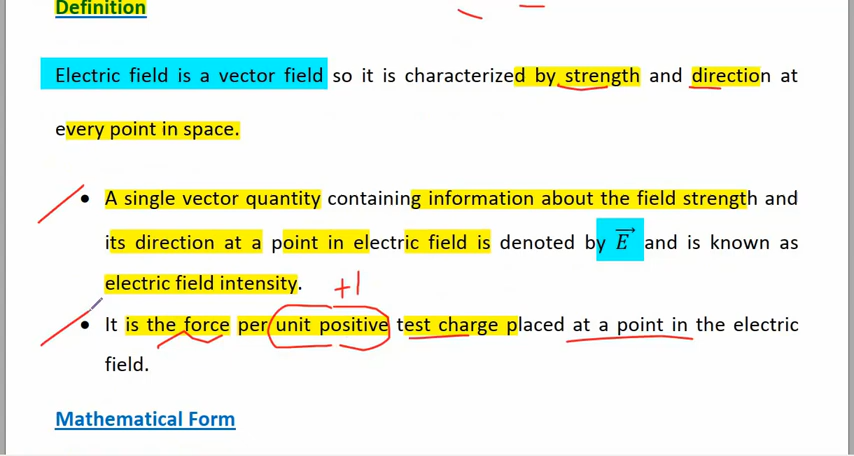 Definition
Electric field is a vector field so it is characterized by strength and direction at
every point in space.
• A single vector quantity containing information about the field strength and
its direction at a point in electric field is denoted by E⃗ and is known as
electric field intensity.
+1
• It is the force per unit positive test charge placed at a point in the electric
field.
Mathematical Form